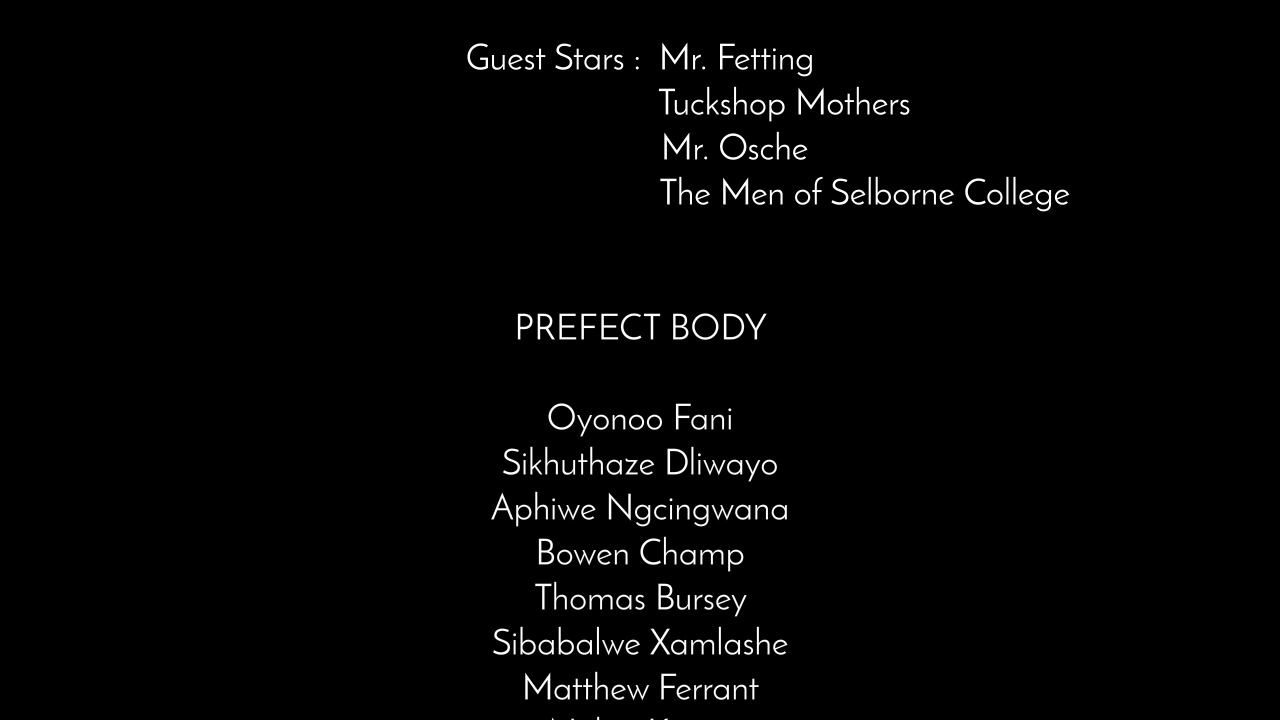 Guest Stars : Mr. Fetting
Tuckshop Mothers
Mr. Osche
The Men of Selborne College
PREFECT BODY
Oyonoo Fani
Sikhuthaze Dliwayo
Aphiwe Ngcingwana
Bowen Champ
Thomas Bursey
Sibabalwe Xamlashe
Matthew Ferrant